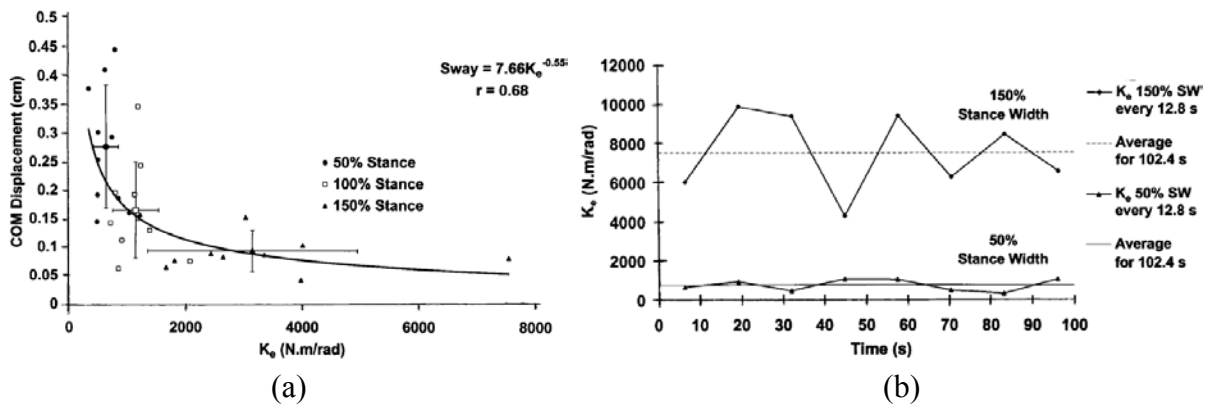 0.5
0.45
0.4
0.35
0.30
0.25
0.20
0.15
0.1
0.05
0
COM Displacement (cm)
Sway = 7.66Ke^-0.55
r = 0.68
50% Stance
100% Stance
150% Stance
0 2000 4000 6000 8000
Ke (N.m/rad)
(a)
12000
10000
8000
6000
4000
2000
0
Ke (N.m/rad)
150%
Stance Width
50%
Stance Width
0 10 20 30 40 50 60 70 80 90 100
Time (s)
Ke 150% SW
every 12.8 s
Average
for 102.4 s
Ke 50% SW
every 12.8 s
Average
for 102.4 s
(b)